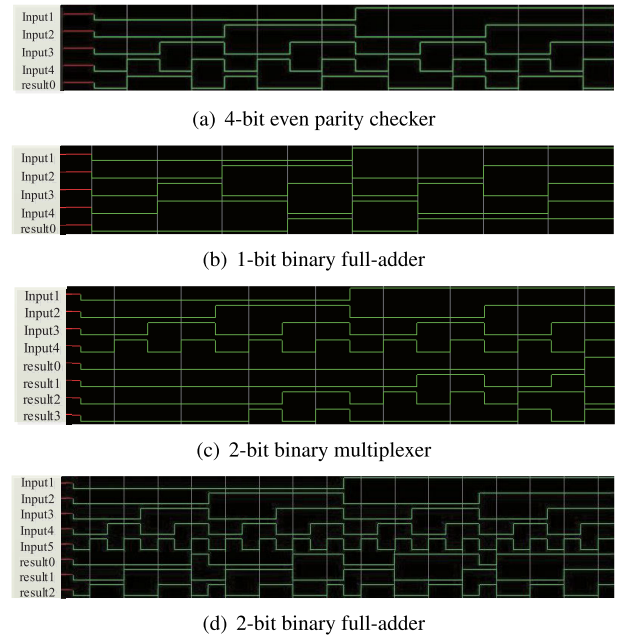 Input1
Input2
Input3
Input4
result0
(a) 4-bit even parity checker
Input1
Input2
Input3
Input4
result0
(b) 1-bit binary full-adder
Input1
Input2
Input3
Input4
result0
result1
result2
result3
(c) 2-bit binary multiplexer
Input1
Input2
Input3
Input4
Input5
result0
result1
result2
(d) 2-bit binary full-adder